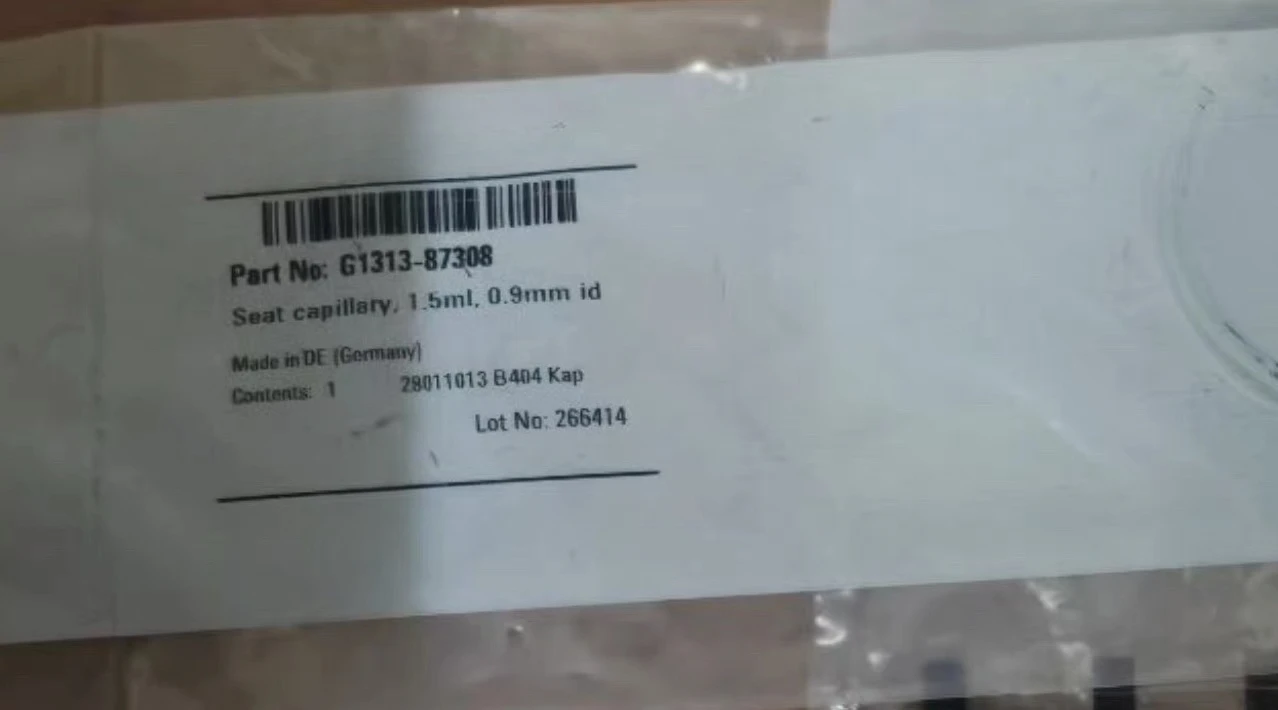 Part No: G1313-87308
Seat capillary, 1.5ml, 0.9mm id
Made in DE (Germany)
Contents: 1 28011013 B404 Kap
Lot No: 266414